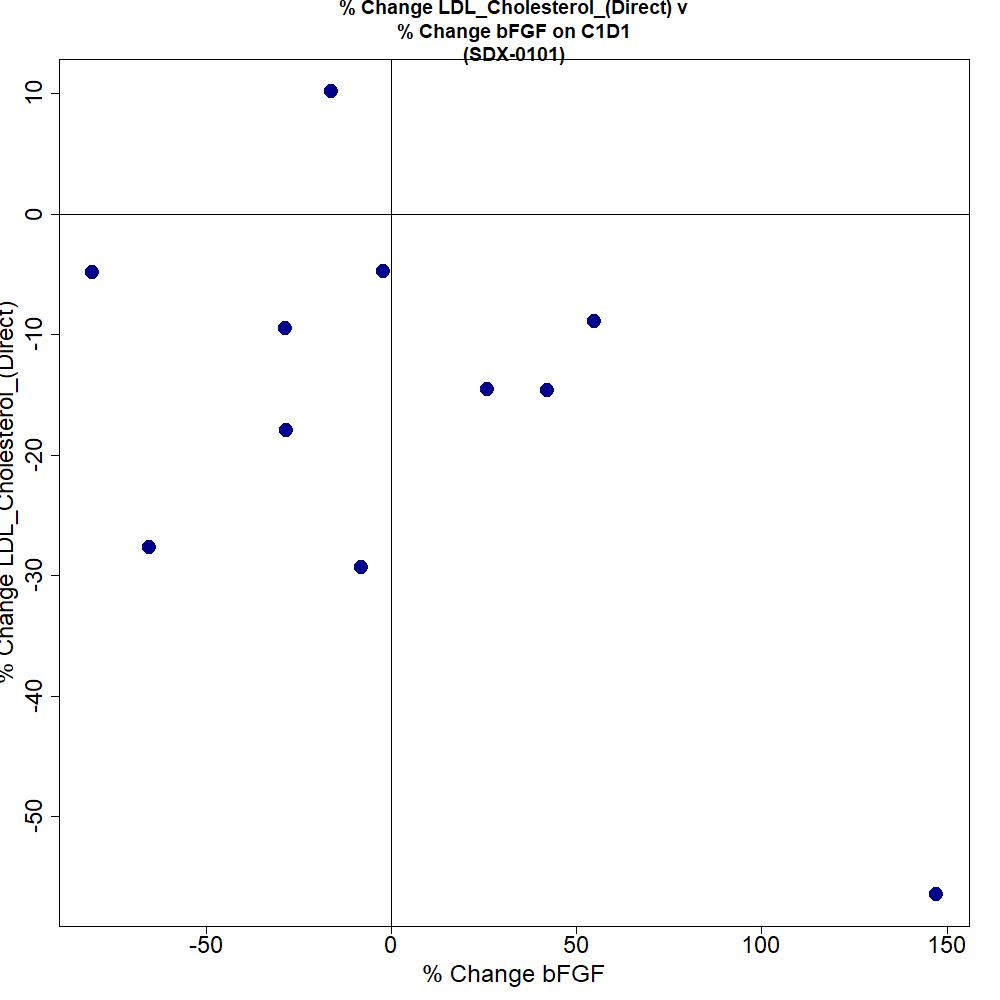 % Change LDL_Cholesterol_(Direct) v
% Change bFGF on C1D1
(SDX-0101)
% Change LDL_Cholesterol_(Direct)
10
0
-10
-20
-30
-40
-50
-50
0
50
100
150
% Change bFGF